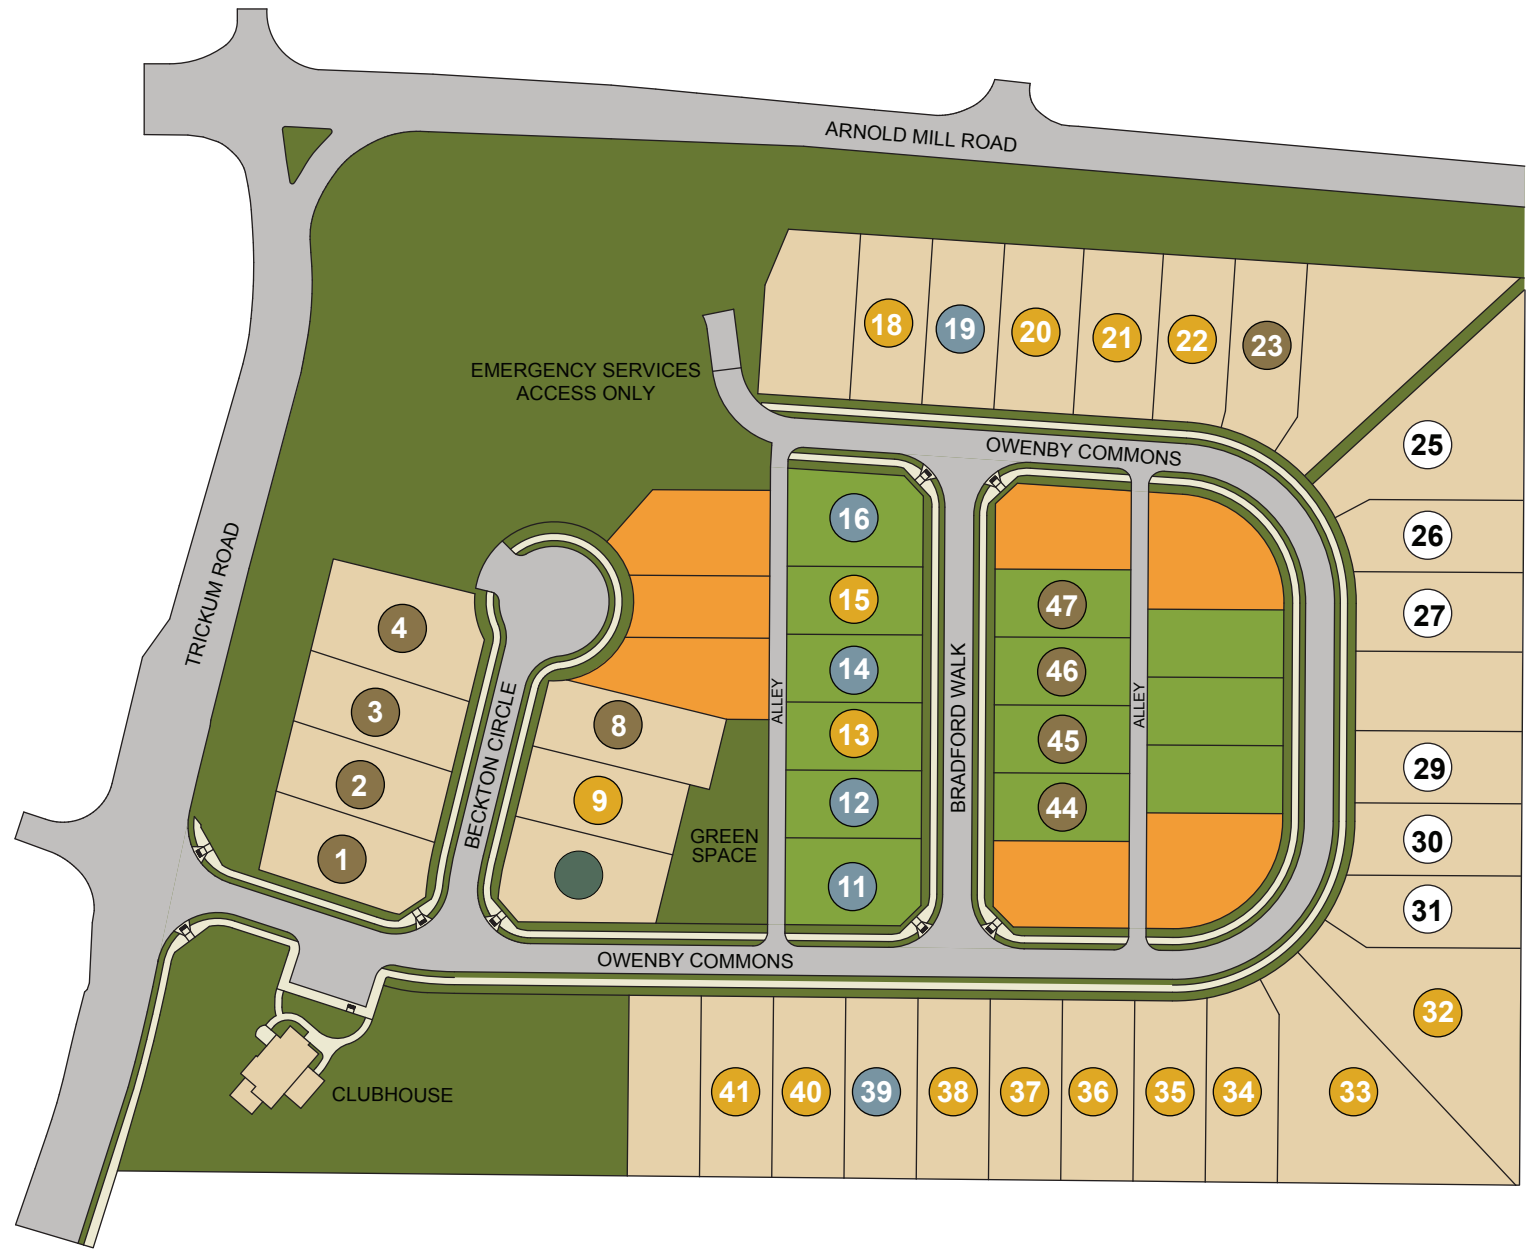 ARNOLD MILL ROAD
18
19
20
21
22
23
EMERGENCY SERVICES
ACCESS ONLY
OWENBY COMMONS
25
26
27
29
30
31
32
TRICKUM ROAD
4
3
2
1
BECKTON CIRCLE
8
9
GREEN
SPACE
ALLEY
16
15
14
13
12
11
BRADFORD WALK
47
46
45
44
ALLEY
OWENBY COMMONS
CLUBHOUSE
41
40
39
38
37
36
35
34
33